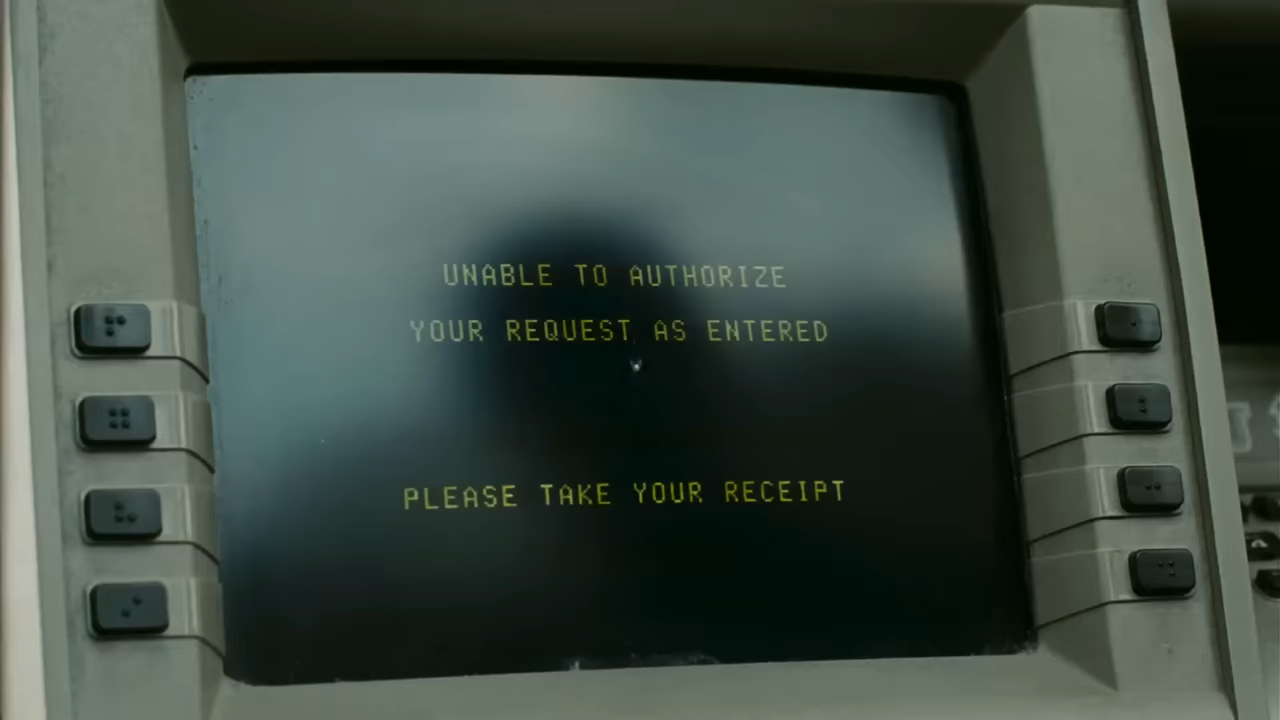 UNABLE TO AUTHORIZE
YOUR REQUEST AS ENTERED
PLEASE TAKE YOUR RECEIPT